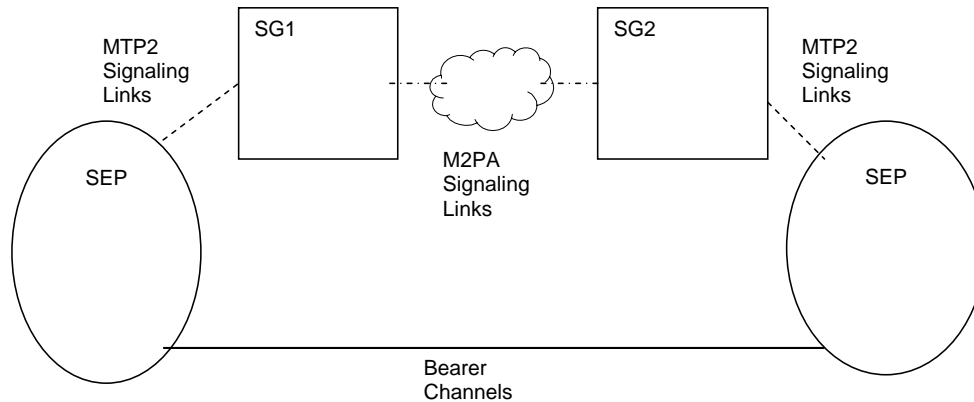 MTP2
Signaling
Links
SG1
SG2
MTP2
Signaling
Links
SEP
M2PA
Signaling
Links
SEP
Bearer
Channels